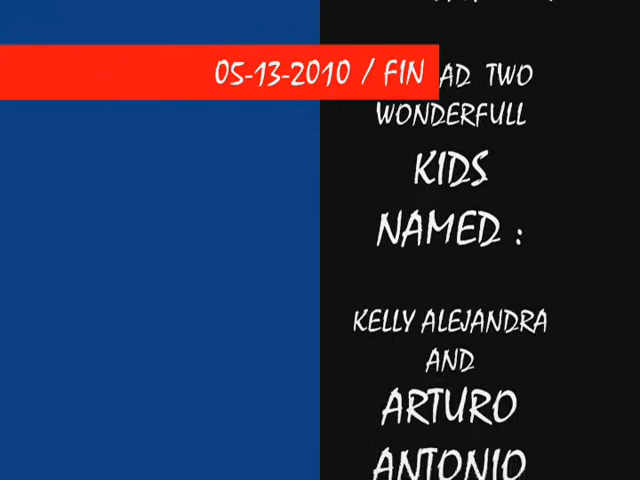 05-13-2010 / FIN
AD TWO
WONDERFULL
KIDS
NAMED :
KELLY ALEJANDRA
AND
ARTURO
ANTONIO